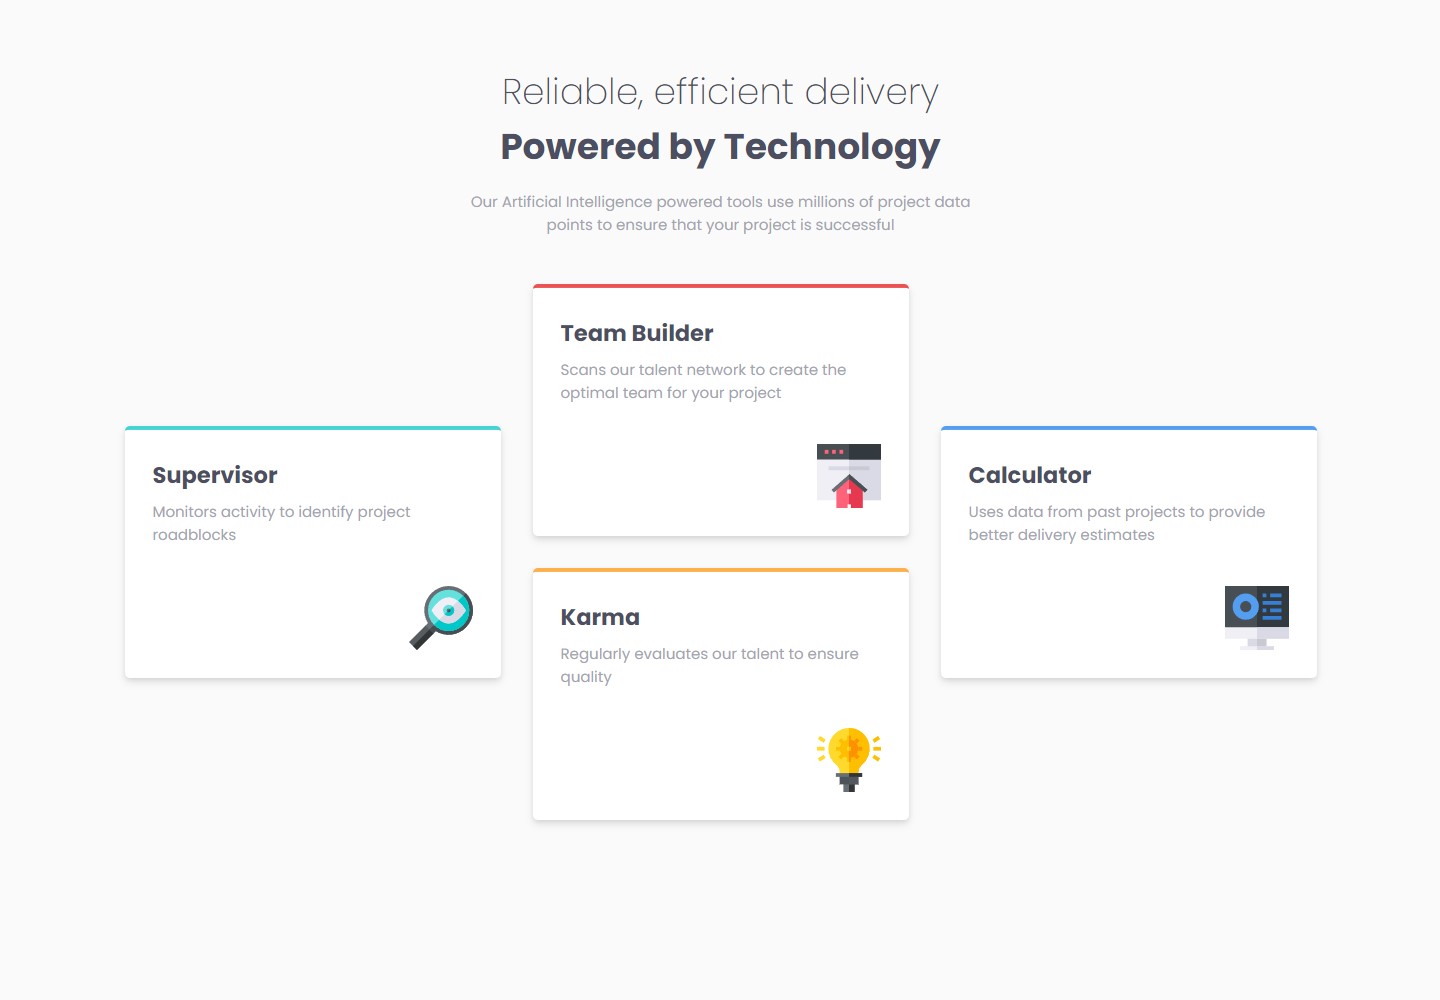 Reliable, efficient delivery
Powered by Technology
Our Artificial Intelligence powered tools use millions of project data
points to ensure that your project is successful
Supervisor
Monitors activity to identify project
roadblocks
Team Builder
Scans our talent network to create the
optimal team for your project
Karma
Regularly evaluates our talent to ensure
quality
Calculator
Uses data from past projects to provide
better delivery estimates